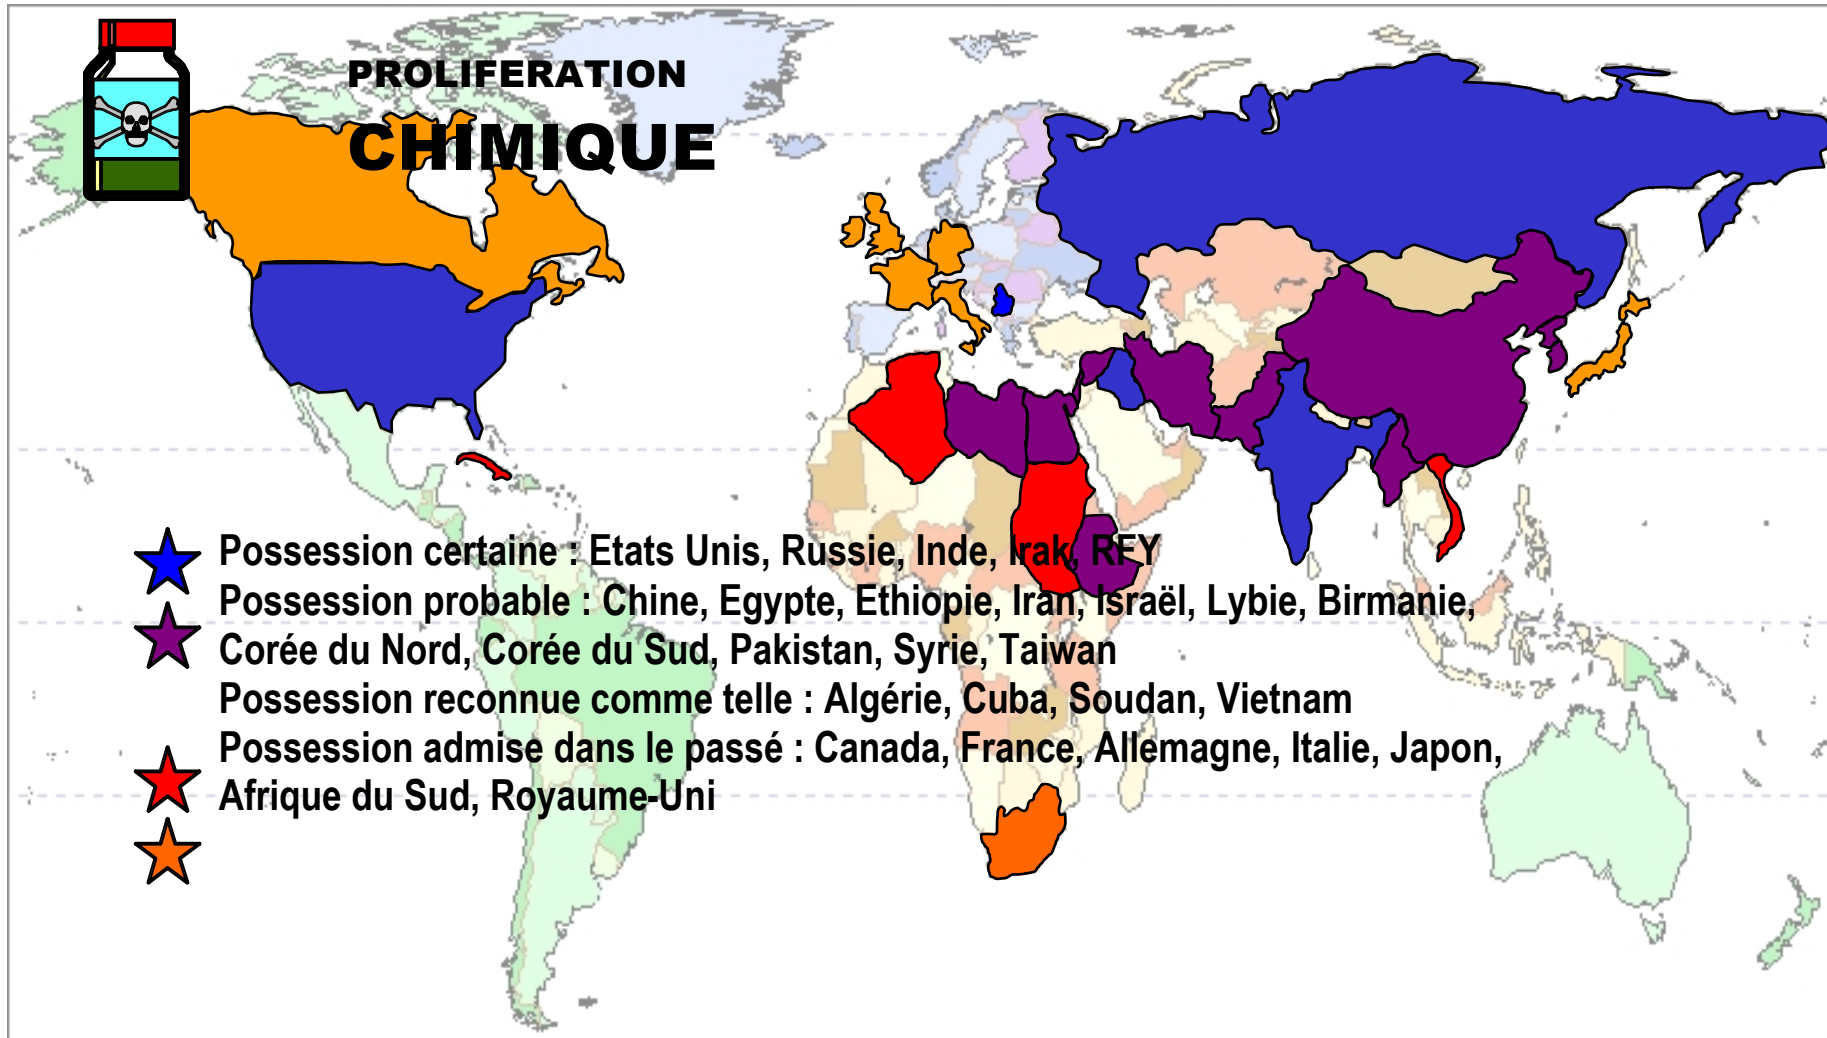 PROLIFERATION
CHIMIQUE
Possession certaine : Etats Unis, Russie, Inde, Irak, RFY
Possession probable : Chine, Egypte, Ethiopie, Iran, Israël, Lybie, Birmanie,
Corée du Nord, Corée du Sud, Pakistan, Syrie, Taiwan
Possession reconnue comme telle : Algérie, Cuba, Soudan, Vietnam
Possession admise dans le passé : Canada, France, Allemagne, Italie, Japon,
Afrique du Sud, Royaume-Uni